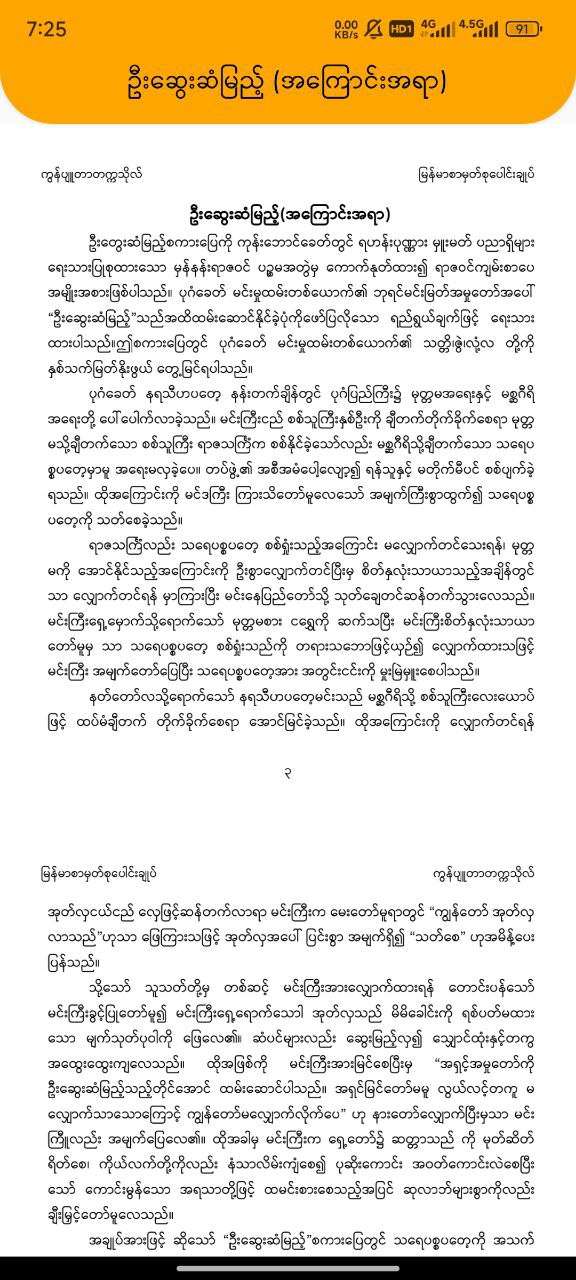 7:25
0.00 KB/s HD1 4G 4.5G 91
ဦးဆွေးဆံမြည့် (အကြောင်းအရာ)
ကွန်ပျူတာတက္ကသိုလ် မြန်မာစာမှတ်စုပေါင်းချုပ်
ဦးဆွေးဆံမြည့်(အကြောင်းအရာ)
ဦးတွေးဆံမြည့်စကားပြေကို ကုန်းဘောင်ခေတ်တွင် ရဟန်းပုဏ္ဏား မှူးမတ် ပညာရှိများ
ရေးသားပြုစုထားသော မှန်နန်းရာဇဝင် ပဉ္စမအတွဲမှ ကောက်နုတ်ထား၍ ရာဇဝင်ကျမ်းစာပေ
အမျိုးအစားဖြစ်ပါသည်။ ပုဂံခေတ် မင်းမှုထမ်းတစ်ယောက်၏ ဘုရင်မင်းမြတ်အမှုတော်အပေါ်
“ဦးဆွေးဆံမြည့်”သည်အထိထမ်းဆောင်နိုင်ခဲ့ပုံကိုဖော်ပြလိုသော ရည်ရွယ်ချက်ဖြင့် ရေးသား
ထားပါသည်။ဤစကားပြေတွင် ပုဂံခေတ် မင်းမှုထမ်းတစ်ယောက်၏ သတ္တိ၊ဇွဲ၊လုံ့လ တို့ကို
နှစ်သက်မြတ်နိုးဖွယ် တွေ့မြင်ရပါသည်။
ပုဂံခေတ် နရသီဟပတေ့ နန်းတက်ချိန်တွင် ပုဂံပြည်ကြီး၌ မုတ္တမအရေးနှင့် မစ္ဆဂီရိ
အရေးတို့ ပေါ်ပေါက်လာခဲ့သည်။ မင်းကြီးငည် စစ်သူကြီးနှစ်ဦးကို ချီတက်တိုက်ခိုက်စေရာ မုတ္တ
မသို့ချီတက်သော စစ်သူကြီး ရာဇသင်္ကြံက စစ်နိုင်ခဲ့သော်လည်း မစ္ဆဂီရိသို့ချီတက်သော သရေပ
စ္စပတေ့မှာမူ အရေးမလှခဲ့ပေ။ တပ်ဖွဲ့၏ အစီအမံပေါ့လျော့၍ ရန်သူနှင့် မတိုက်မီပင် စစ်ပျက်ခဲ့
ရသည်။ ထိုအကြောင်းကို မင်းဒကြီး ကြားသိတော်မူလေသော် အမျက်ကြီးစွာထွက်၍ သရေပစ္စ
ပတေ့ကို သတ်စေခဲ့သည်။
ရာဇသင်္ကြံလည်း သရေပစ္စပတေ့ စစ်ရှုံးသည့်အကြောင်း မလျှောက်တင်သေးရန်၊ မုတ္တ
မကို အောင်နိုင်သည့်အကြောင်းကို ဦးစွာလျှောက်တင်ပြီးမှ စိတ်နှလုံးသာယာသည့်အချိန်တွင်
သာ လျှောက်တင်ရန် မှာကြားပြီး မင်းနေပြည်တော်သို့ သုတ်ချေတင်ဆန်တက်သွားလေသည်။
မင်းကြီးရှေ့မှောက်သို့ရောက်သော် မုတ္တမစား ငရွှေကို ဆက်သပြီး မင်းကြီးစိတ်နှလုံးသာယာ
တော်မူမှ သာ သရေပစ္စပတေ့ စစ်ရှုံးသည်ကို တရားသဘောဖြင့်ယှဉ်၍ လျှောက်ထားသဖြင့်
မင်းကြီး အမျက်တော်ပြေပြီး သရေပစ္စပတေ့အား အတွင်းငင်းကို မှူးမြဲမှူးစေပါသည်။
နတ်တော်လသို့ရောက်သော် နရသီဟပတေ့မင်းသည် မစ္ဆဂီရိသို့ စစ်သူကြီးလေးယောပ်
ဖြင့် ထပ်မံချီတက် တိုက်ခိုက်စေရာ အောင်မြင်ခဲ့သည်။ ထိုအကြောင်းကို လျှောက်တင်ရန်
၃
မြန်မာစာမှတ်စုပေါင်းချုပ် ကွန်ပျူတာတက္ကသိုလ်
အုတ်လှငယ်ငည် လှေဖြင့်ဆန်တက်လာရာ မင်းကြီးက မေးတော်မူရာတွင် “ကျွန်တော် အုတ်လှ
လာသည်”ဟုသာ ဖြေကြားသဖြင့် အုတ်လှအပေါ် ပြင်းစွာ အမျက်ရှိ၍ “သတ်စေ” ဟုအမိန့်ပေး
ပြန်သည်။
သို့သော် သူသတ်တို့မှ တစ်ဆင့် မင်းကြီးအားလျှောက်ထားရန် တောင်းပန်သော်
မင်းကြီးခွင့်ပြုတော်မူ၍ မင်းကြီးရှေ့ရောက်သေါ် အုတ်လှသည် မိမိခေါင်းကို ရစ်ပတ်မထား
သော မျက်သုတ်ပုဝါကို ဖြေလေ၏။ ဆံပင်များလည်း ဆွေးမြည့်လှ၍ သျှောင်ထုံးနှင့်တကွ
အထွေးထွေးကျလေသည်။ ထိုအဖြစ်ကို မင်းကြီးအားမြင်စေပြီးမှ “အရှင့်အမှုတော်ကို
ဦးဆွေးဆံမြည့်သည့်တိုင်အောင် ထမ်းဆောင်ပါသည်။ အရှင်မြင်တော်မမူ လွယ်လင့်တကူ မ
လျှောက်သာသောကြောင့် ကျွန်တော်မလျှောက်လိုက်ပေ” ဟု နားတော်လျှောက်ပြီးမှသာ မင်း
ကြီူလည်း အမျက်ပြေလေ၏။ ထိုအခါမှ မင်းကြီးက ရှေ့တော်၌ ဆတ္တာသည် ကို မုတ်ဆိတ်
ရိတ်စေ၊ ကိုယ်လက်တို့ကိုလည်း နံ့သာလိမ်းကျံစေ၍ ပုဆိုးကောင်း အဝတ်ကောင်းလဲစေပြီး
သော် ကောင်းမွန်သော အရသာတို့ဖြင့် ထမင်းစားစေသည့်အပြင် ဆုလာဘ်များစွာကိုလည်း
ချီးမြှင့်တော်မူလေသည်။
အချုပ်အားဖြင့် ဆိုသော် “ဦးဆွေးဆံမြည့်”စကားပြေတွင် သရေပစ္စပတေ့ကို အသက်